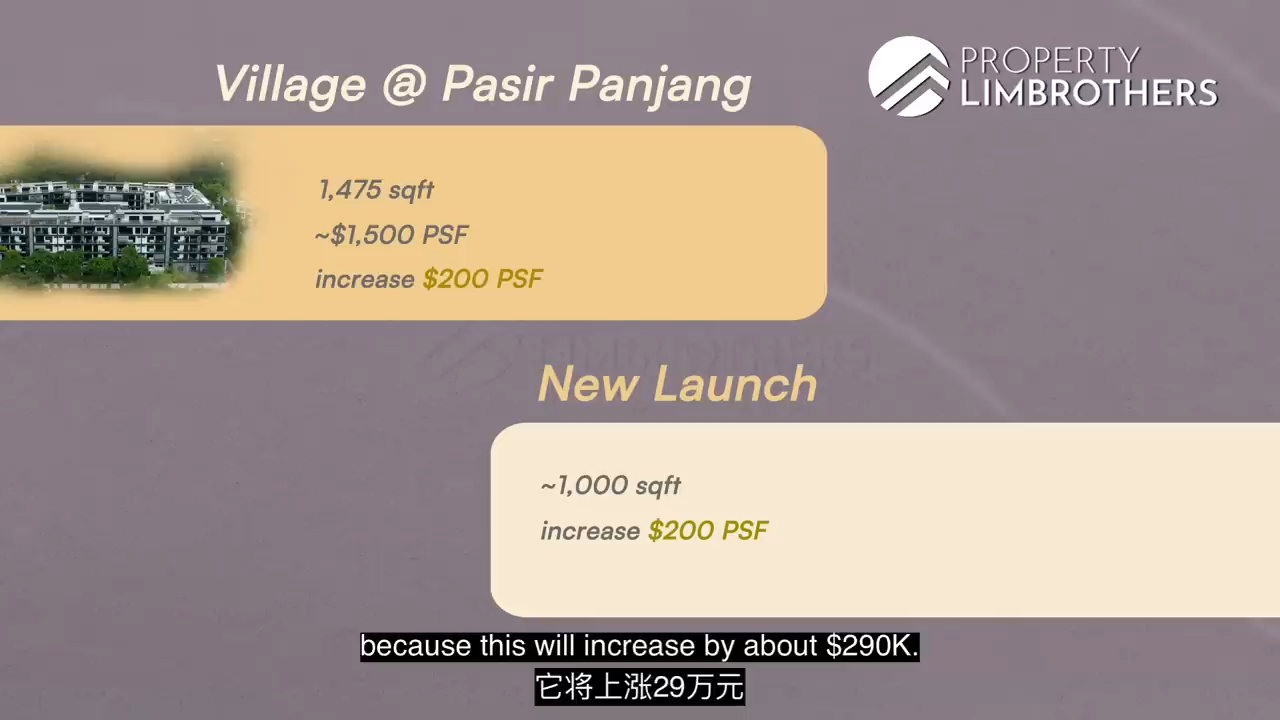 Village @ Pasir Panjang
PROPERTY
LIMBROTHERS
1,475 sqft
~$1,500 PSF
increase $200 PSF
New Launch
~1,000 sqft
increase $200 PSF
because this will increase by about $290K.
它将上涨29万元